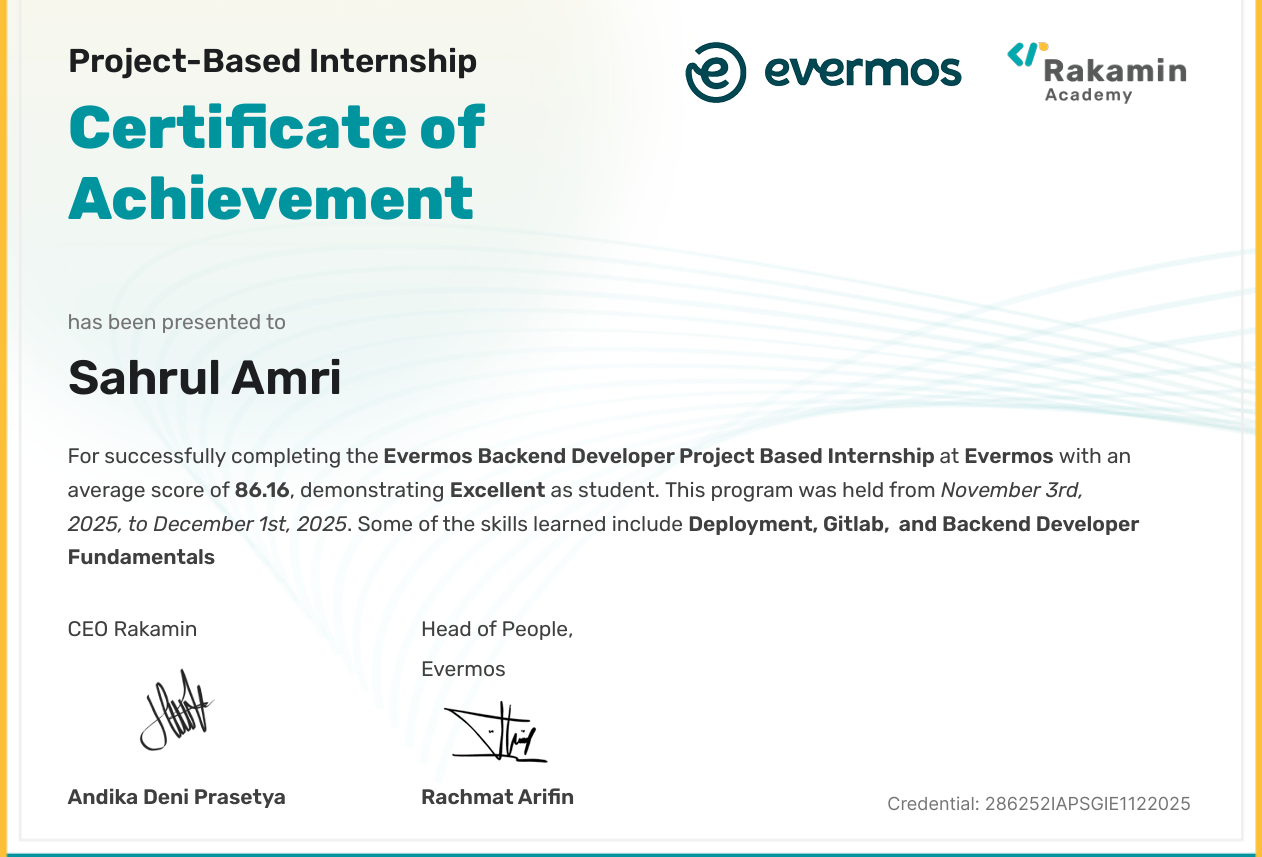 Project-Based Internship
evermos
Rakamin
Academy
Certificate of
Achievement
has been presented to
Sahrul Amri
For successfully completing the Evermos Backend Developer Project Based Internship at Evermos with an
average score of 86.16, demonstrating Excellent as student. This program was held from November 3rd,
2025, to December 1st, 2025. Some of the skills learned include Deployment, Gitlab,  and Backend Developer
Fundamentals
CEO Rakamin
Head of People,
Evermos
Andika Deni Prasetya
Rachmat Arifin
Credential: 286252IAPSGIE1122025